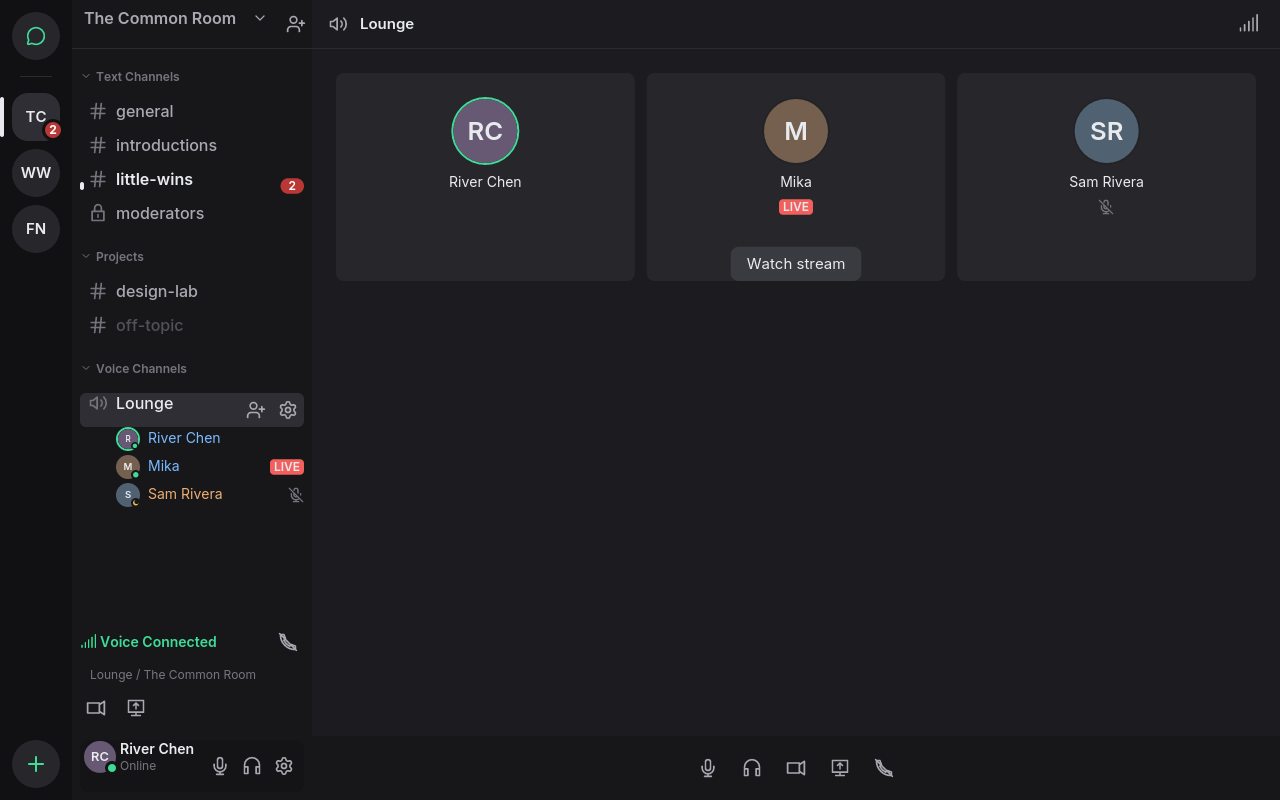 TC
2
WW
FN
The Common Room
Text Channels
general
introductions
little-wins
2
moderators
Projects
design-lab
off-topic
Voice Channels
Lounge
R
River Chen
M
Mika
LIVE
S
Sam Rivera
Voice Connected
Lounge / The Common Room
RC
River Chen
Online
Lounge
RC
River Chen
M
Mika
LIVE
Watch stream
SR
Sam Rivera